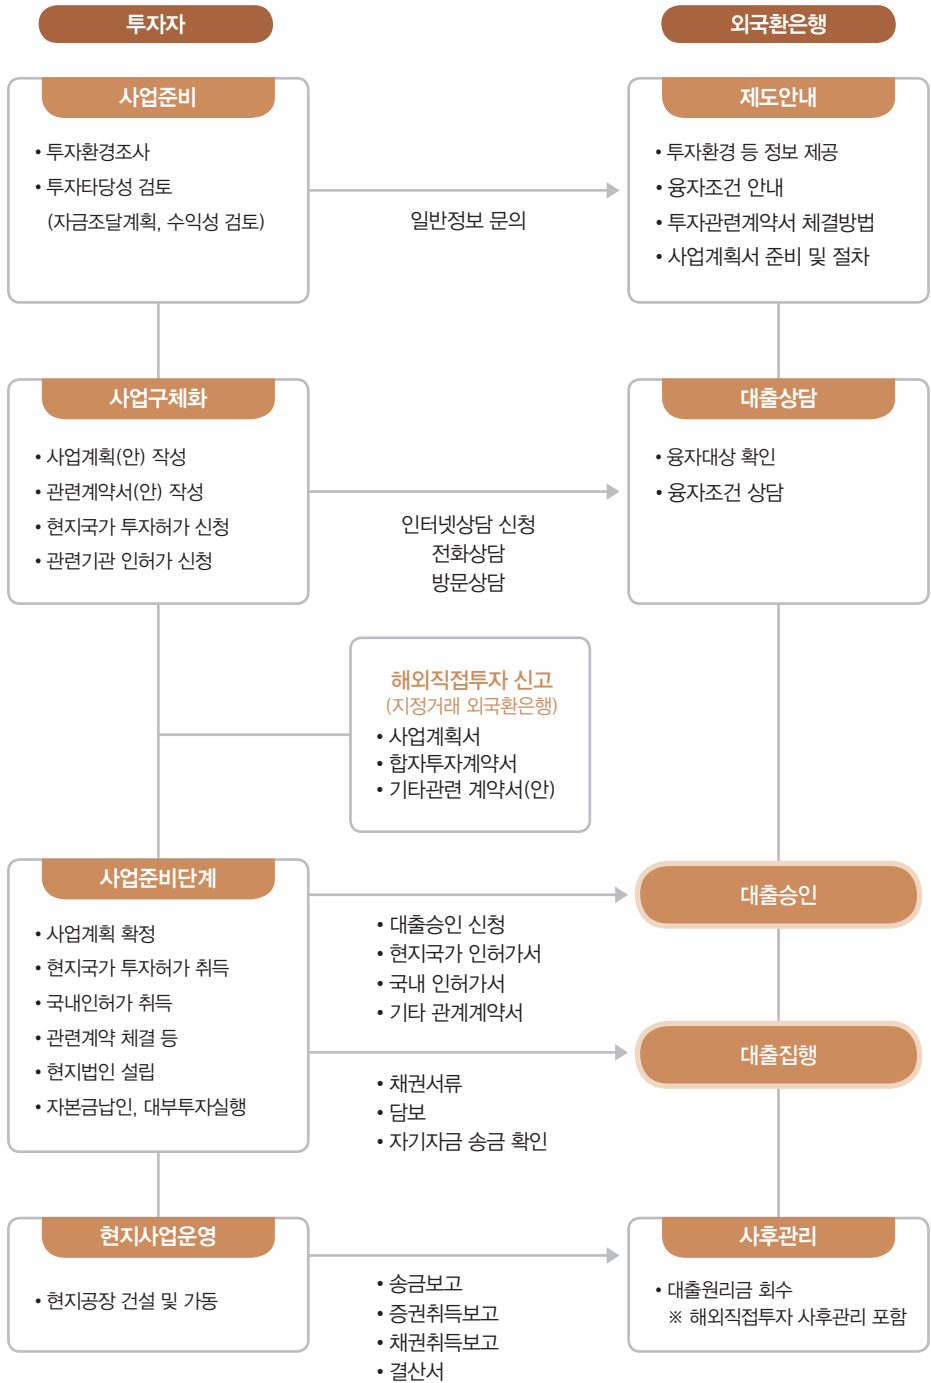 투자자
외국환은행
사업준비
• 투자환경조사
• 투자타당성 검토
(자금조달계획, 수익성 검토)
일반정보 문의
제도안내
• 투자환경 등 정보 제공
• 융자조건 안내
• 투자관련계약서 체결방법
• 사업계획서 준비 및 절차
사업구체화
• 사업계획(안) 작성
• 관련계약서(안) 작성
• 현지국가 투자허가 신청
• 관련기관 인허가 신청
인터넷상담 신청
전화상담
방문상담
대출상담
• 융자대상 확인
• 융자조건 상담
해외직접투자 신고
(지정거래 외국환은행)
• 사업계획서
• 합자투자계약서
• 기타관련 계약서(안)
사업준비단계
• 사업계획 확정
• 현지국가 투자허가 취득
• 국내인허가 취득
• 관련계약 체결 등
• 현지법인 설립
• 자본금납인, 대부투자실행
• 대출승인 신청
• 현지국가 인허가서
• 국내 인허가서
• 기타 관계계약서
대출승인
• 채권서류
• 담보
• 자기자금 송금 확인
대출집행
현지사업운영
• 현지공장 건설 및 가동
• 송금보고
• 증권취득보고
• 채권취득보고
• 결산서
사후관리
• 대출원리금 회수
※ 해외직접투자 사후관리 포함